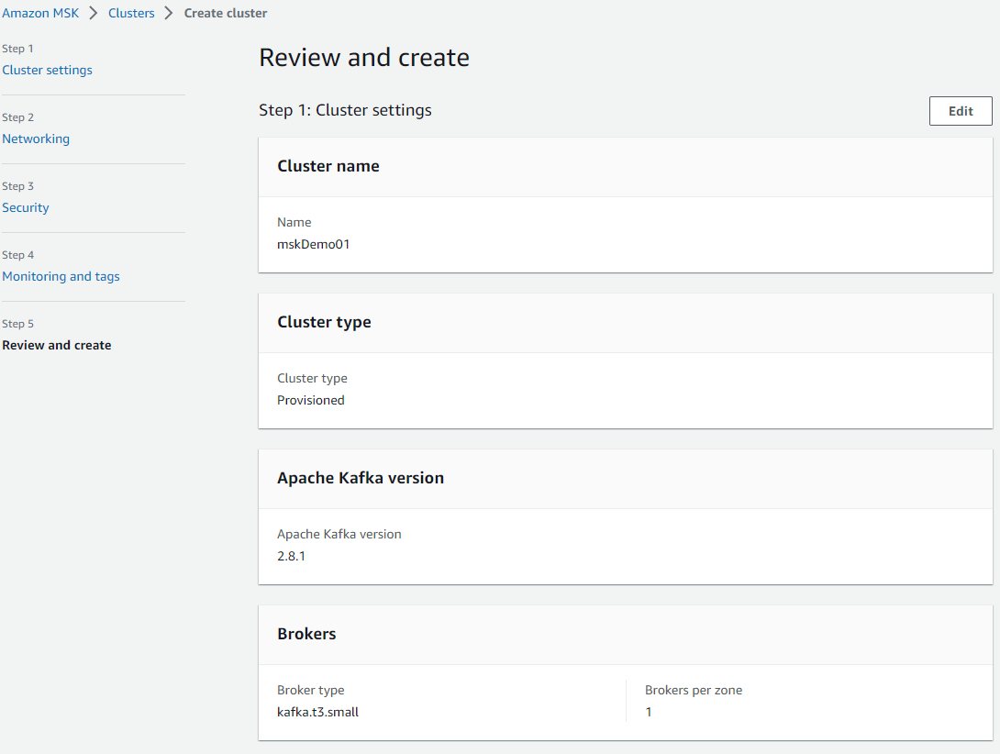 Amazon MSK > Clusters > Create cluster
Step 1
Cluster settings
Step 2
Networking
Step 3
Security
Step 4
Monitoring and tags
Step 5
Review and create
Review and create
Step 1: Cluster settings
Edit
Cluster name
Name
mskDemo01
Cluster type
Cluster type
Provisioned
Apache Kafka version
Apache Kafka version
2.8.1
Brokers
Broker type
kafka.t3.small
Brokers per zone
1